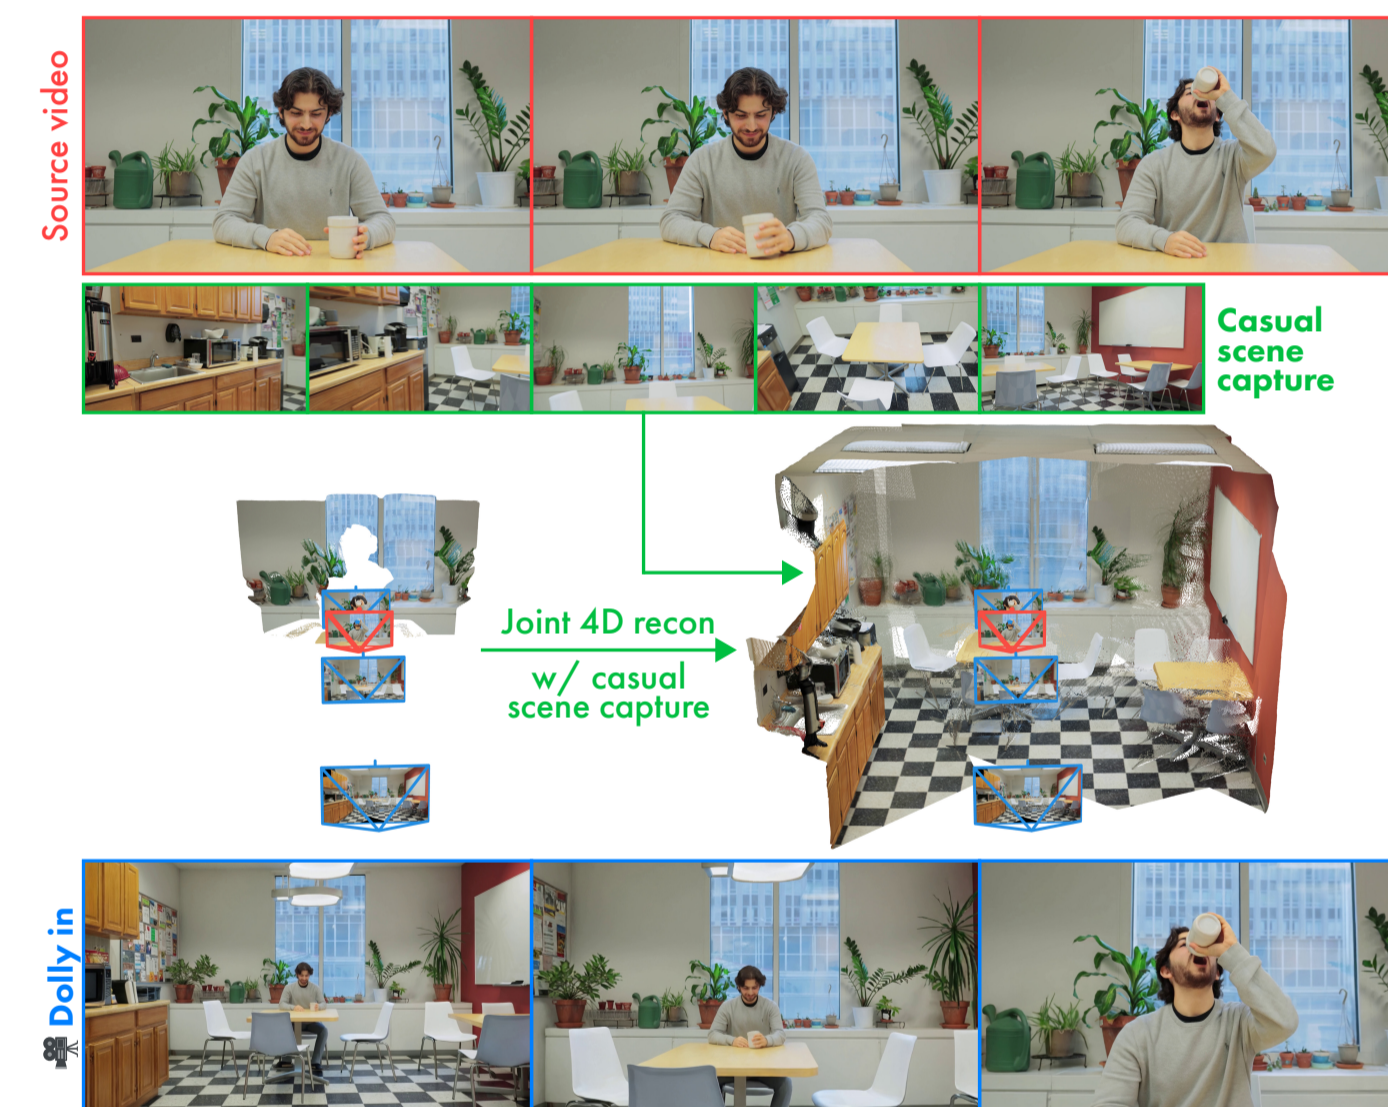 Source video
Casual
scene
capture
Joint 4D recon
w/ casual
scene capture
Dolly in